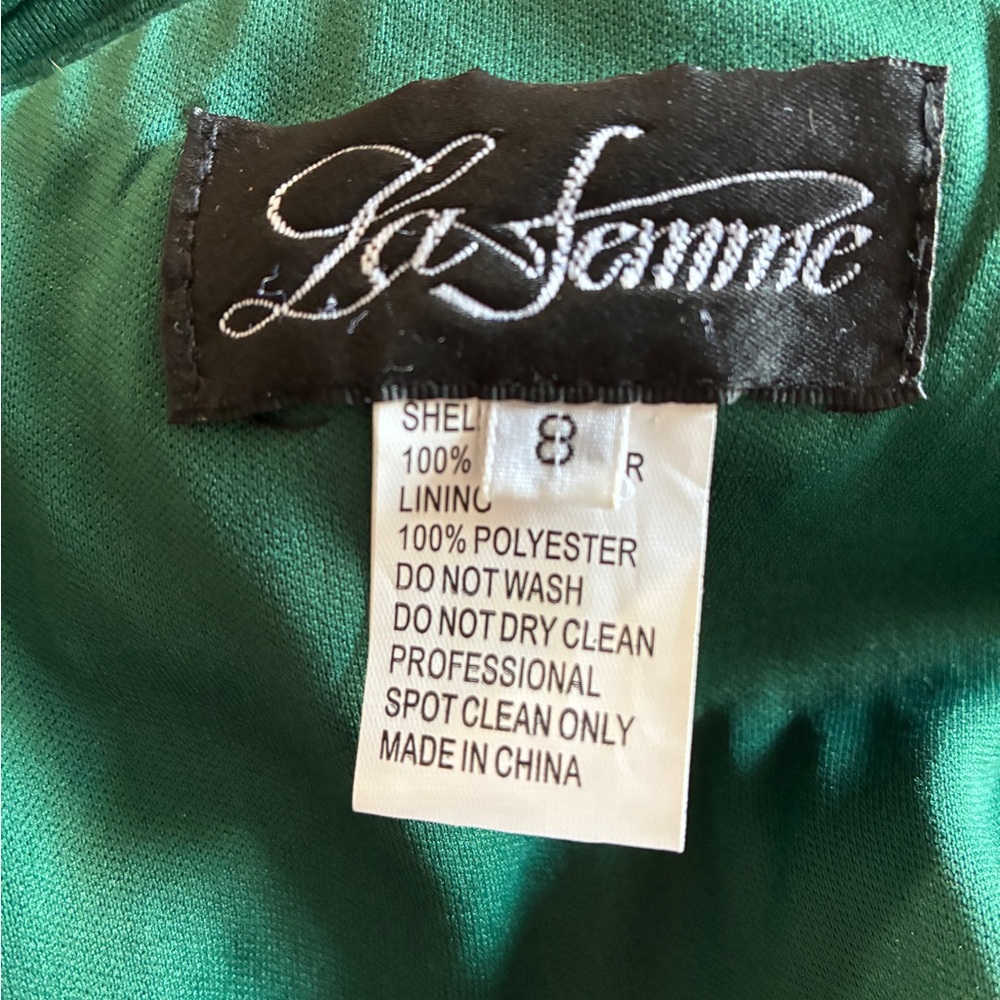 La Femme
8
SHEL
100% R
LINING
100% POLYESTER
DO NOT WASH
DO NOT DRY CLEAN
PROFESSIONAL
SPOT CLEAN ONLY
MADE IN CHINA